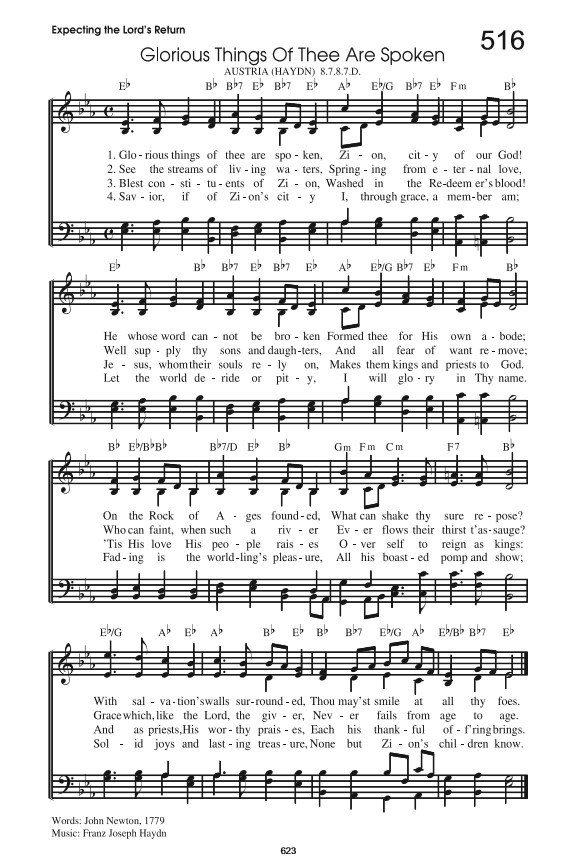 Expecting the Lord's Return
516
Glorious Things Of Thee Are Spoken
AUSTRIA (HAYDN) 8.7.8.7.D.
E♭ B♭ B♭7 E♭ B♭7 E♭ A♭ E♭/G B♭7 E♭ Fm B♭
1. Glo - rious things of thee are spo - ken, Zi - on, cit - y of our God!
2. See the streams of liv - ing wa - ters, Spring - ing from e - ter - nal love,
3. Blest con - sti - tu - ents of Zi - on, Washed in the Re-deem er's blood!
4. Sav - ior, if of Zi-on's cit - y I, through grace, a mem-ber am;
E♭ B♭ B♭7 E♭ B♭7 E♭ A♭ E♭/G B♭7 E♭ Fm B♭
He whose word can - not be bro - ken Formed thee for His own a - bode;
Well sup - ply thy sons and daugh-ters, And all fear of want re - move;
Je - sus, whom their souls re - ly on, Makes them kings and priests to God.
Let the world de - ride or pit - y, I will glo - ry in Thy name.
B♭ E♭/B♭ B♭ B♭7/D E♭ B♭ Gm Fm Cm F7 B♭
On the Rock of A - ges found-ed, What can shake thy sure re - pose?
Who can faint, when such a riv - er Ev - er flows their thirst t'as-sauge?
'Tis His love His peo - ple rais - es O - ver self to reign as kings:
Fad - ing is the world-ling's pleas-ure, All his boast-ed pomp and show;
E♭/G A♭ E♭ A♭ B♭ E♭ B♭ B♭7/E♭ E♭ A♭ E♭/B♭ B♭7 E♭
With sal - va - tion's walls sur-round-ed, Thou may'st smile at all thy foes.
Grace which, like the Lord, the giv - er, Nev - er fails from age to age.
And as priests, His wor - thy prais - es, Each his thank - ful of-f'ring brings.
Sol - id joys and last - ing treas-ure, None but Zi - on's chil-dren know.
Words: John Newton, 1779
Music: Franz Joseph Haydn
623